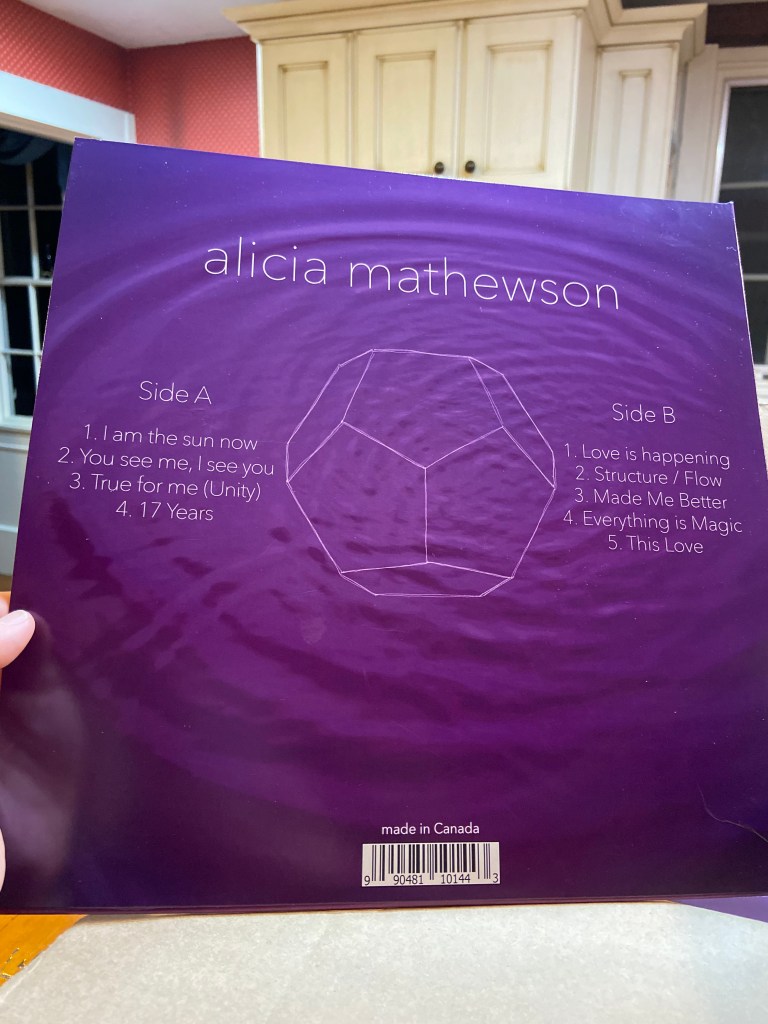 alicia mathewson
Side A
1. I am the sun now
2. You see me, I see you
3. True for me (Unity)
4. 17 Years
Side B
1. Love is happening
2. Structure / Flow
3. Made Me Better
4. Everything is Magic
5. This Love
made in Canada
9 90481 10144 3